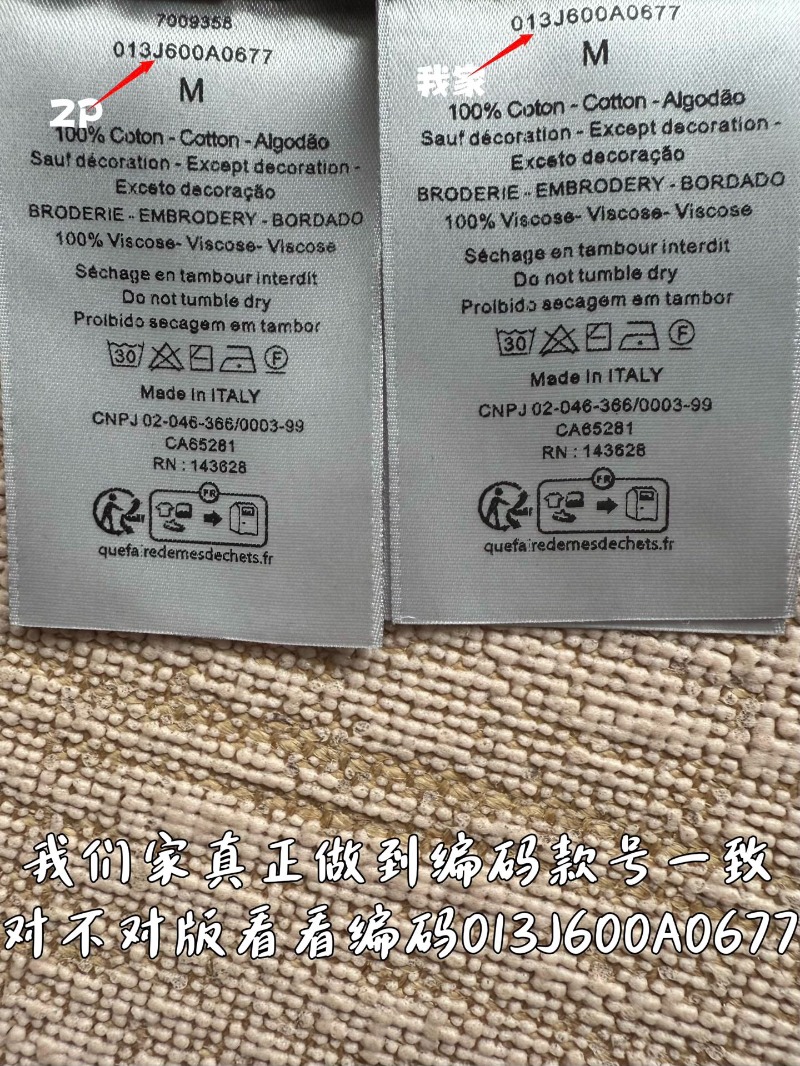 7009358
013J600A0677
M
2P
100% Coton - Cotton - Algodão
Sauf décoration - Except decoration -
Exceto decoração
BRODERIE - EMBRODERY - BORDADO
100% Viscose- Viscose- Viscose
Séchage en tambour interdit
Do not tumble dry
Proibido secagem em tambor
30
F
Made in ITALY
CNPJ 02-046-366/0003-99
CA65281
RN : 143628
FR
quefairedemesdechets.fr
013J600A0677
我家
M
100% Coton - Cotton - Algodão
Sauf décoration - Except decoration -
Exceto decoração
BRODERIE - EMBRODERY - BORDADO
100% Viscose- Viscose- Viscose
Séchage en tambour interdit
Do not tumble dry
Proibido secagem em tambor
30
F
Made in ITALY
CNPJ 02-046-366/0003-99
CA65281
RN : 143628
FR
quefairedemesdechets.fr
我们家真正做到编码款号一致
对不对版看看编码013J600A0677